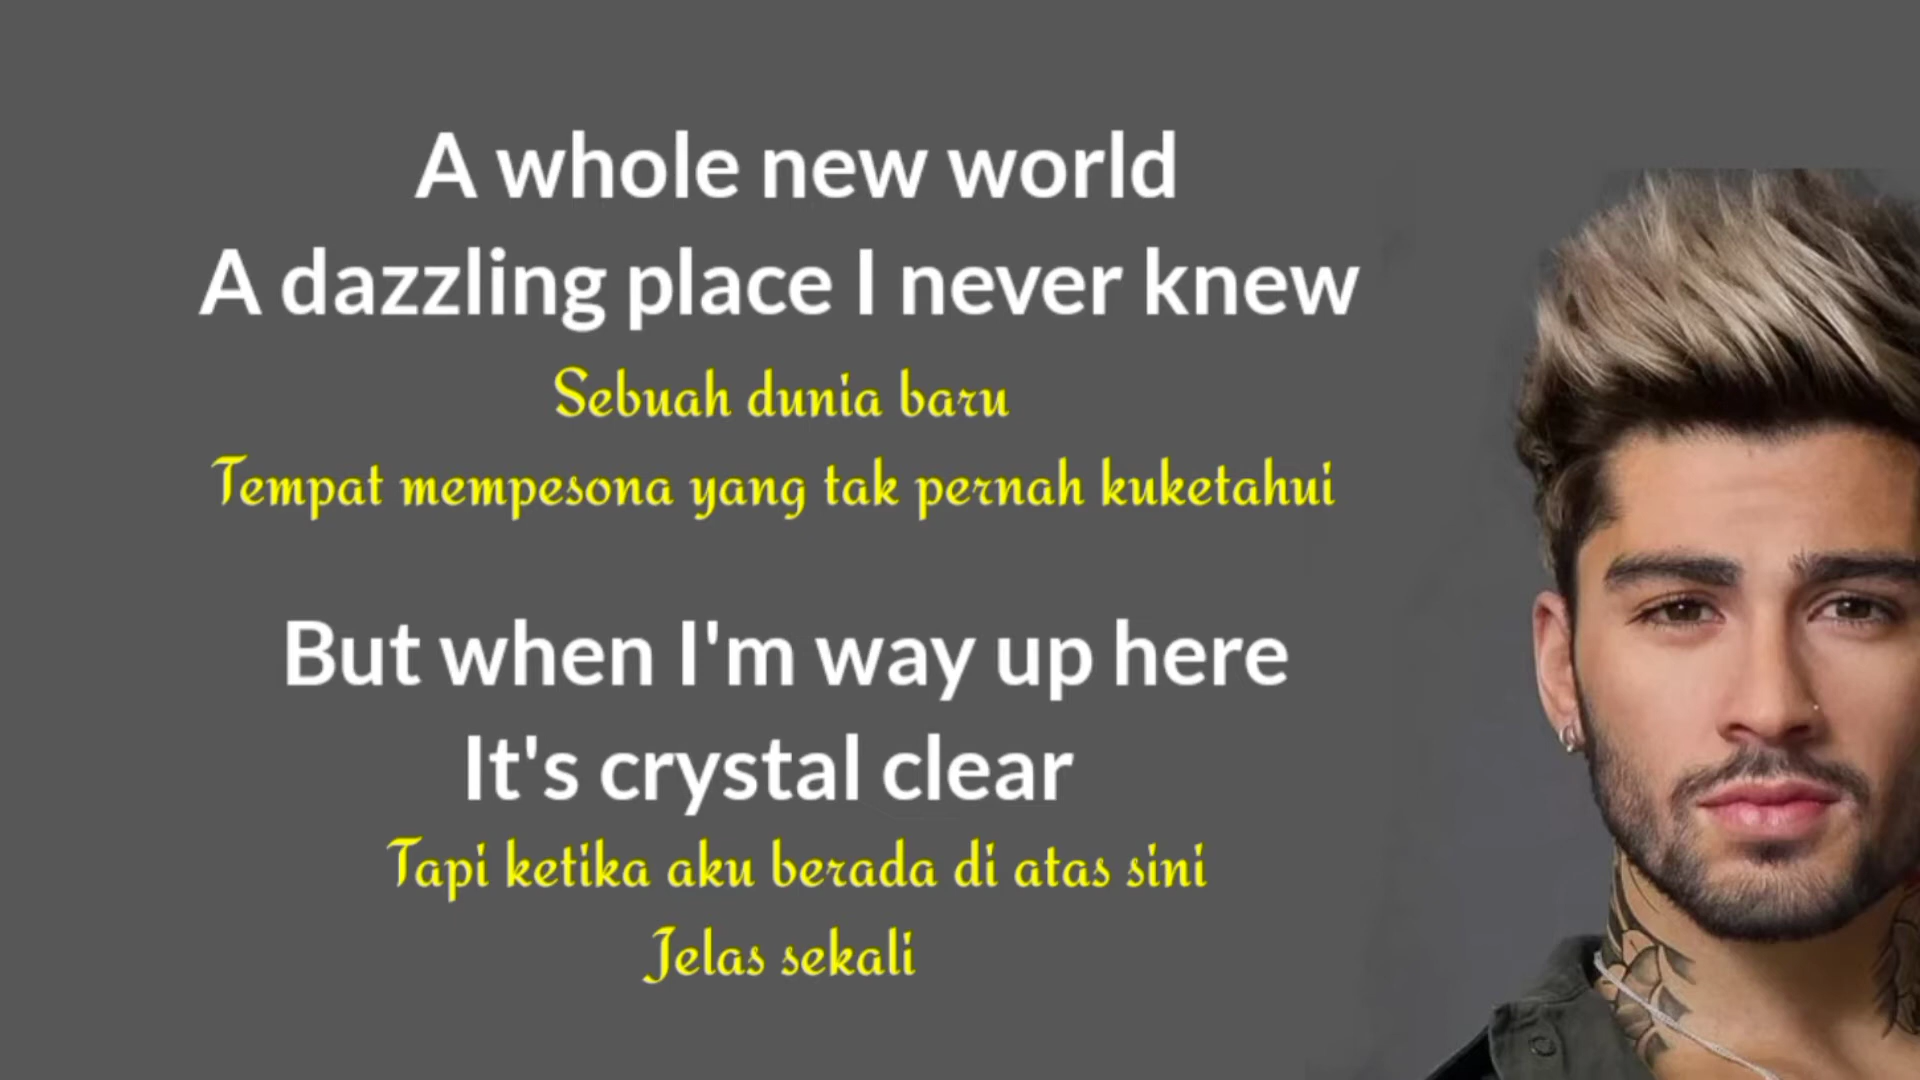 A whole new world
A dazzling place I never knew
Sebuah dunia baru
Tempat mempesona yang tak pernah kuketahui
But when I'm way up here
It's crystal clear
Tapi ketika aku berada di atas sini
Jelas sekali